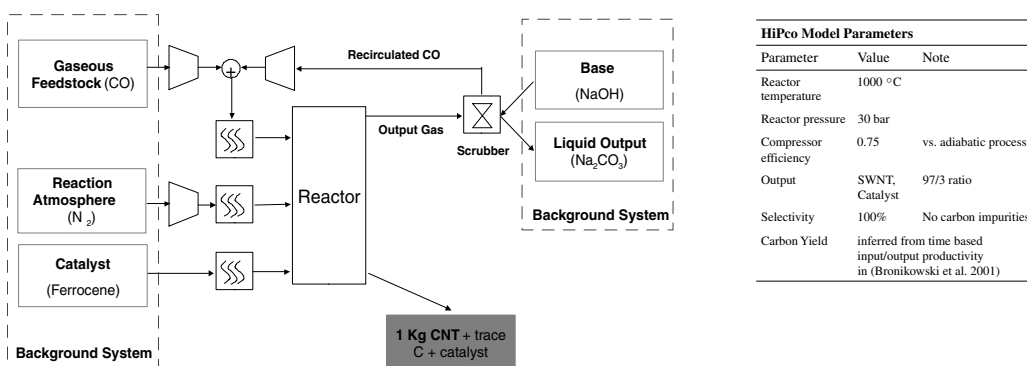 Gaseous
Feedstock (CO)
Recirculated CO
Base
(NaOH)
Output Gas
Scrubber
Liquid Output
(Na2CO3)
Background System
Reaction
Atmosphere
(N 2)
Reactor
Catalyst
(Ferrocene)
1 Kg CNT + trace
C + catalyst
Background System
HiPco Model Parameters
Parameter Value Note
Reactor
temperature
1000 °C
Reactor pressure 30 bar
Compressor
efficiency
0.75 vs. adiabatic process
Output SWNT,
Catalyst
97/3 ratio
Selectivity 100% No carbon impurities
Carbon Yield inferred from time based
input/output productivity
in (Bronikowski et al. 2001)